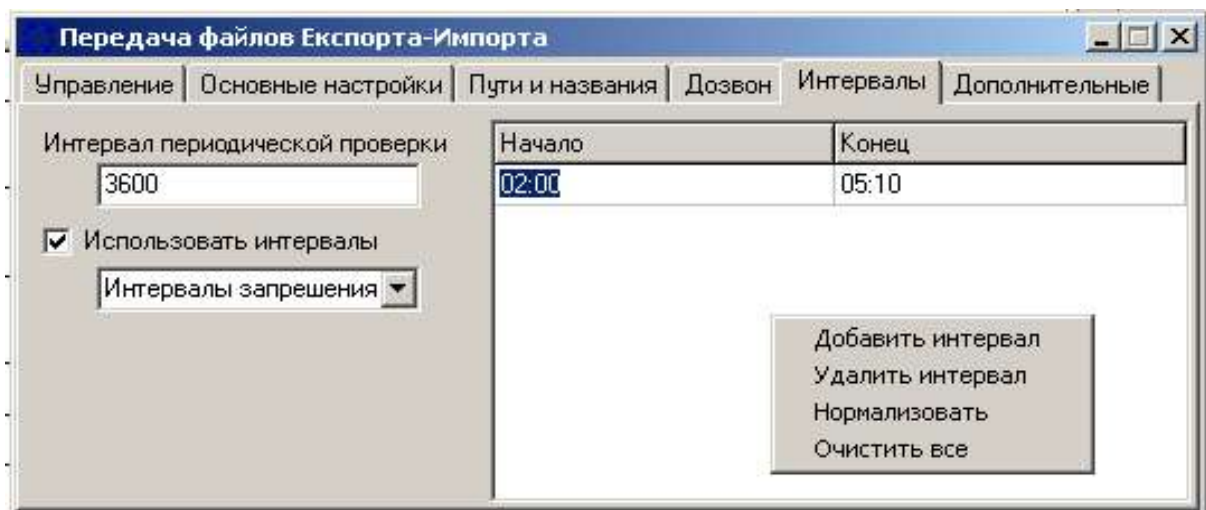 Передача файлов Експорта-Импорта
Управление Основные настройки Пути и названия Дозвон Интервалы Дополнительные
Интервал периодической проверки
3600
Использовать интервалы
Интервалы запрешения
Начало Конец
02:00 05:10
Добавить интервал
Удалить интервал
Нормализовать
Очистить все